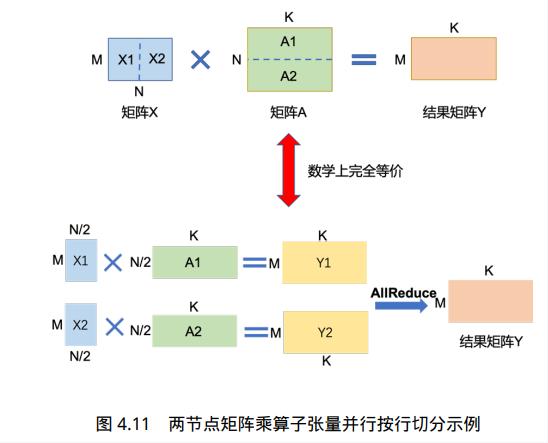 K
M X1 X2 N A1 M
A2
N
矩阵X 矩阵A 结果矩阵Y
K
数学上完全等价
N/2 K K
M X1 N/2 A1 M Y1
K
AllReduce
M
K
M X2 N/2 A2 M Y2
N/2 K
结果矩阵Y
图 4.11 两节点矩阵乘算子张量并行按行切分示例